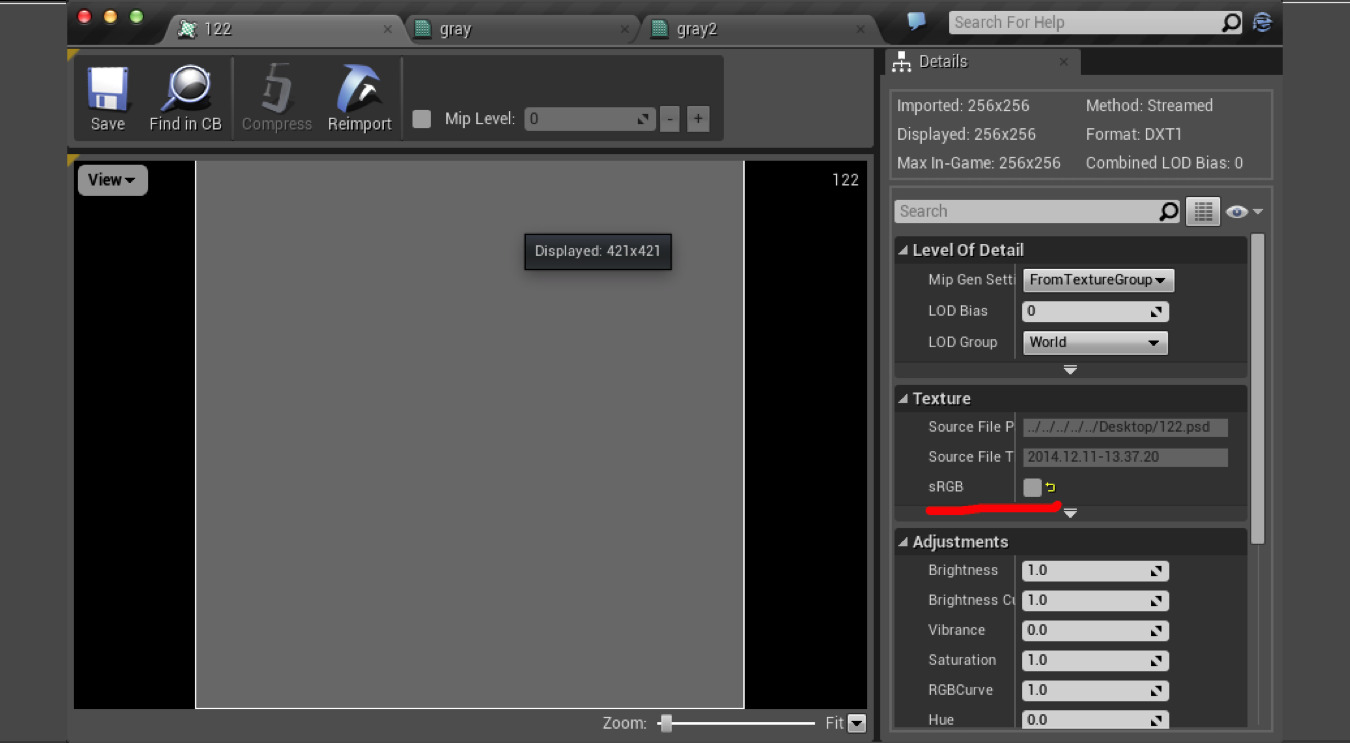 122
gray
gray2
Search For Help
Save
Find in CB
Compress
Reimport
Mip Level:
0
-
+
View
122
Displayed: 421x421
Zoom:
Fit
Details
Imported: 256x256
Method: Streamed
Displayed: 256x256
Format: DXT1
Max In-Game: 256x256
Combined LOD Bias: 0
Search
Level Of Detail
Mip Gen Setti
FromTextureGroup
LOD Bias
0
LOD Group
World
Texture
Source File P
../../../../../Desktop/122.psd
Source File T
2014.12.11-13.37.20
sRGB
Adjustments
Brightness
1.0
Brightness Cu
1.0
Vibrance
0.0
Saturation
1.0
RGBCurve
1.0
Hue
0.0